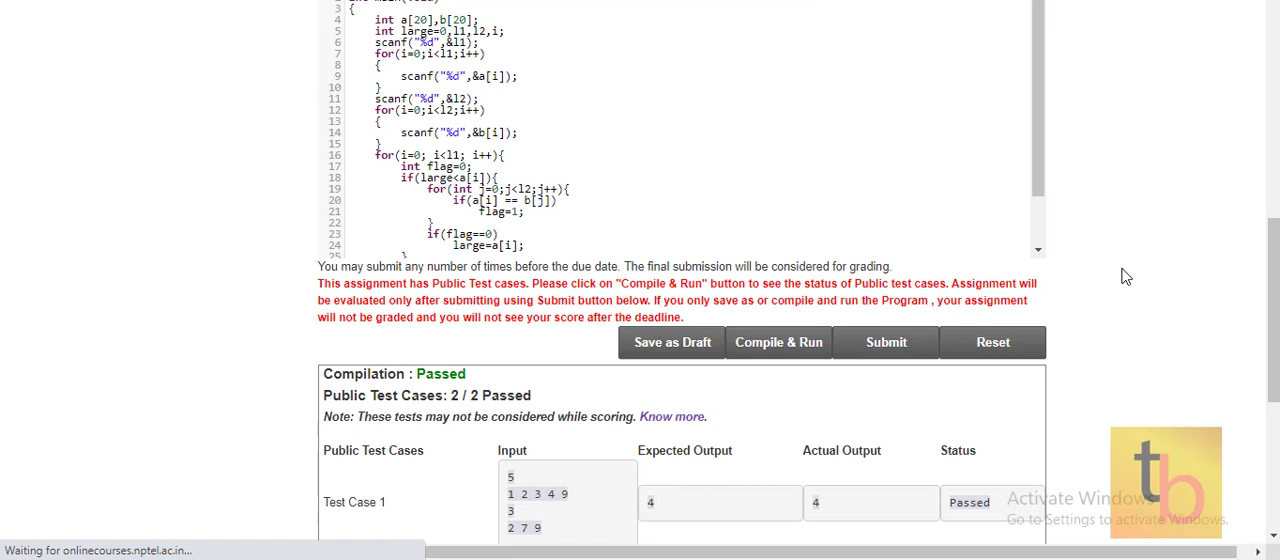 3 {
4 int a[20],b[20];
5 int large=0,l1,l2,i;
6 scanf("%d",&l1);
7 for(i=0;i<l1;i++)
8 {
9 scanf("%d",&a[i]);
10 }
11 scanf("%d",&l2);
12 for(i=0;i<l2;i++)
13 {
14 scanf("%d",&b[i]);
15 }
16 for(i=0; i<l1; i++){
17 int flag=0;
18 if(large<a[i]){
19 for(int j=0;j<l2;j++){
20 if(a[i] == b[j])
21 flag=1;
22 }
23 if(flag==0)
24 large=a[i];
25 }
You may submit any number of times before the due date. The final submission will be considered for grading.
This assignment has Public Test cases. Please click on "Compile & Run" button to see the status of Public test cases. Assignment will
be evaluated only after submitting using Submit button below. If you only save as or compile and run the Program , your assignment
will not be graded and you will not see your score after the deadline.
Save as Draft Compile & Run Submit Reset
Compilation : Passed
Public Test Cases: 2 / 2 Passed
Note: These tests may not be considered while scoring. Know more.
Public Test Cases Input Expected Output Actual Output Status
5
1 2 3 4 9
3
2 7 9
Test Case 1 4 4 Passed
tb
Activate Windows
Go to Settings to activate Windows.
Waiting for onlinecourses.nptel.ac.in...